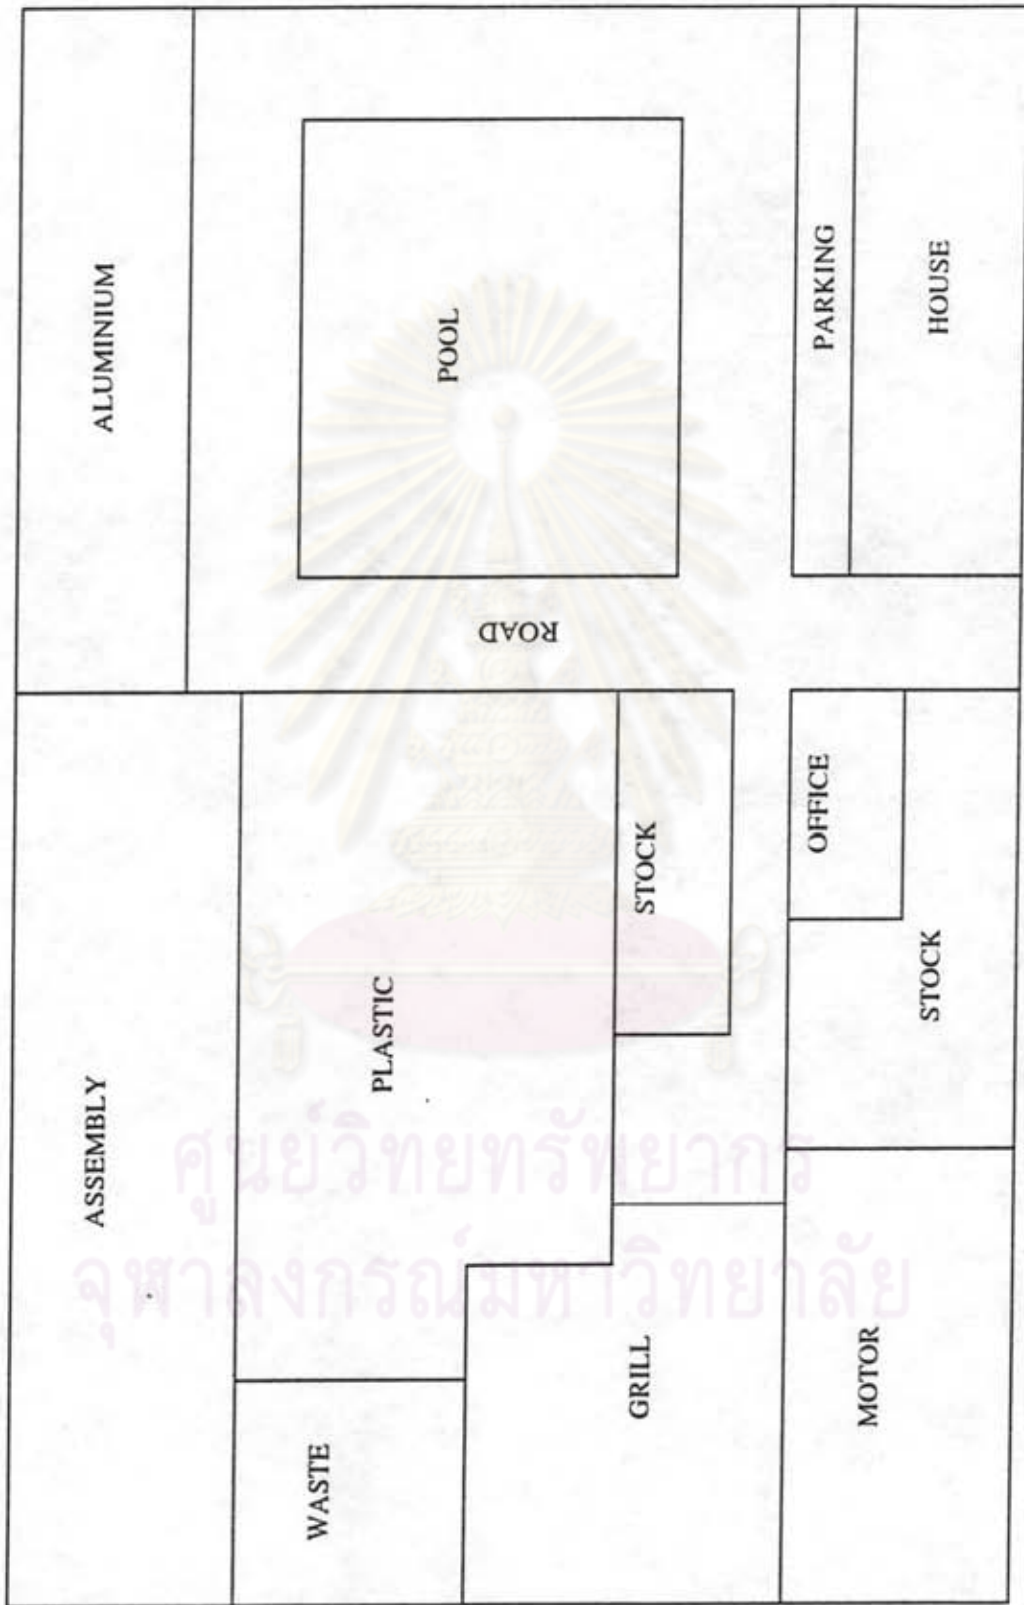 ALUMINIUM
POOL
PARKING
HOUSE
ROAD
ASSEMBLY
PLASTIC
STOCK
OFFICE
STOCK
WASTE
GRILL
MOTOR
ศูนย์วิทยทรัพยากร
จุฬาลงกรณ์มหาวิทยาลัย